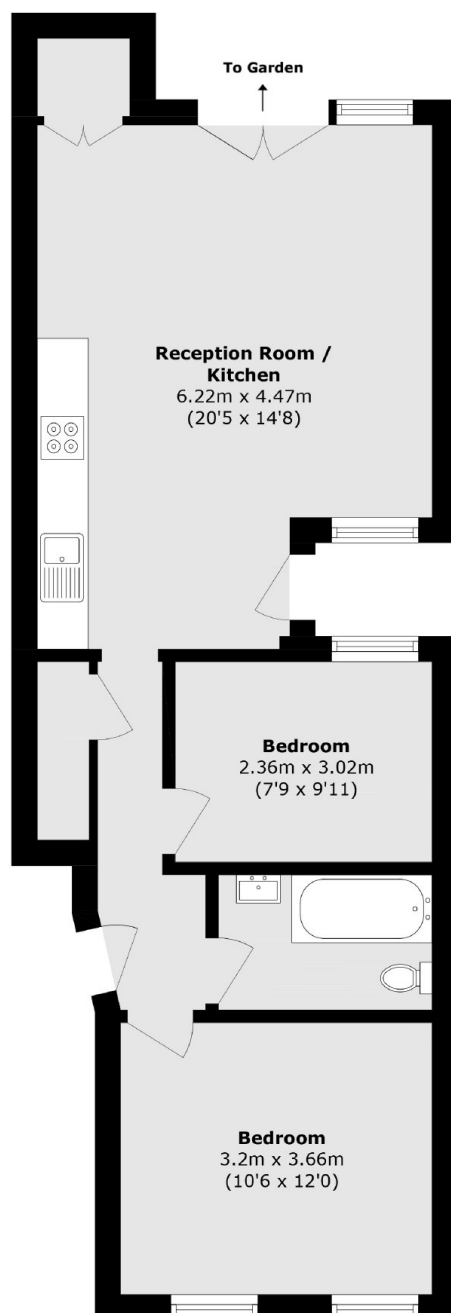 To Garden
Reception Room /
Kitchen
6.22m x 4.47m
(20'5 x 14'8)
Bedroom
2.36m x 3.02m
(7'9 x 9'11)
Bedroom
3.2m x 3.66m
(10'6 x 12'0)